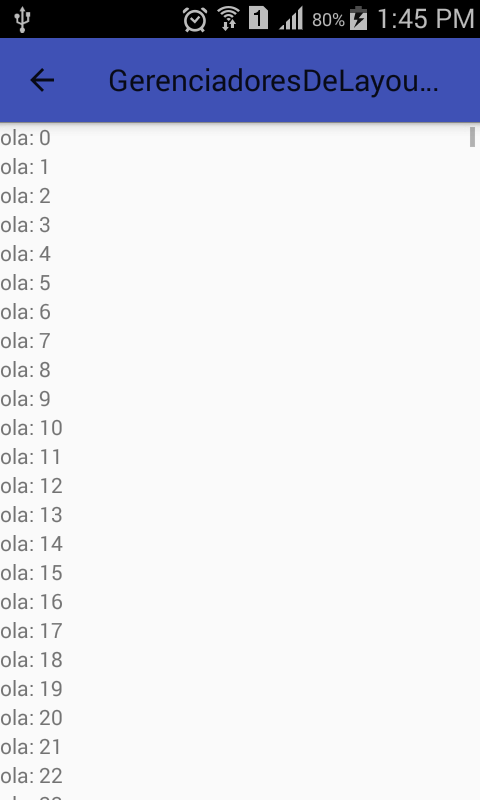 1
80%
1:45 PM
GerenciadoresDeLayou...
ola: 0
ola: 1
ola: 2
ola: 3
ola: 4
ola: 5
ola: 6
ola: 7
ola: 8
ola: 9
ola: 10
ola: 11
ola: 12
ola: 13
ola: 14
ola: 15
ola: 16
ola: 17
ola: 18
ola: 19
ola: 20
ola: 21
ola: 22